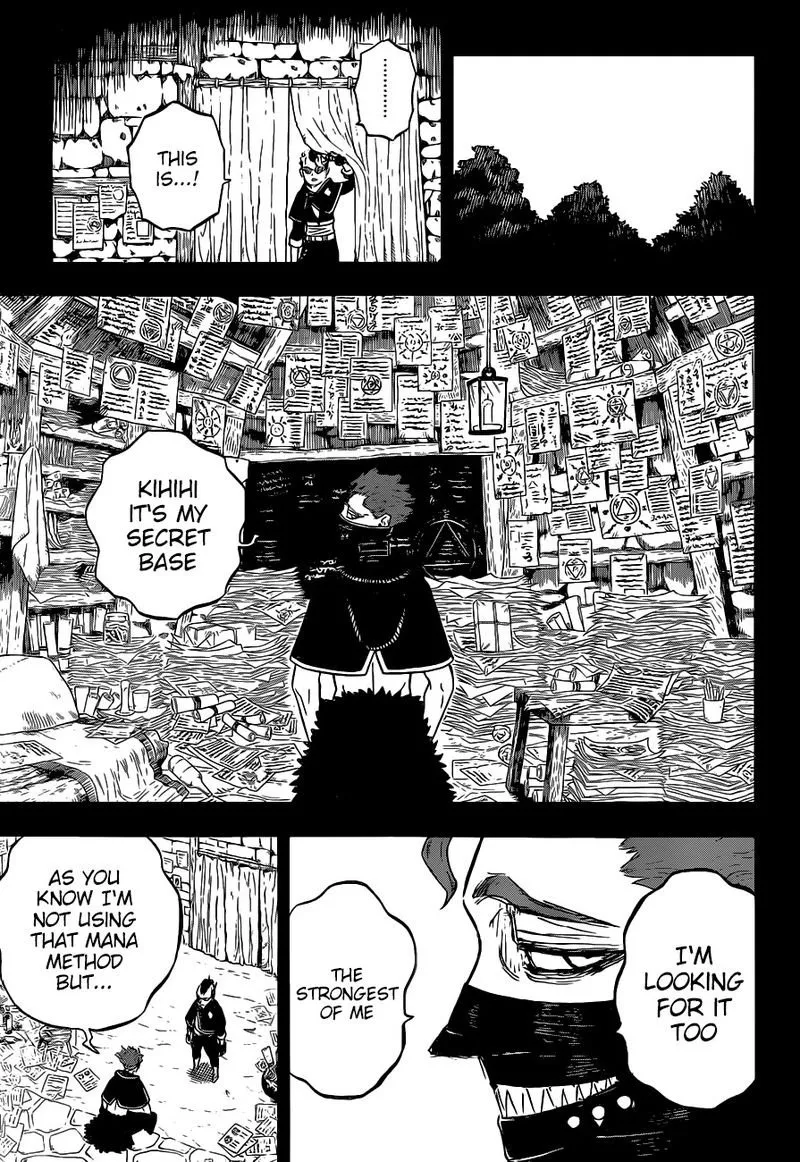 ………
THIS
IS...!
KIHIHI
IT'S MY
SECRET
BASE
I'M
LOOKING
FOR IT
TOO
THE
STRONGEST
OF ME
AS YOU
KNOW I'M
NOT USING
THAT MANA
METHOD
BUT...